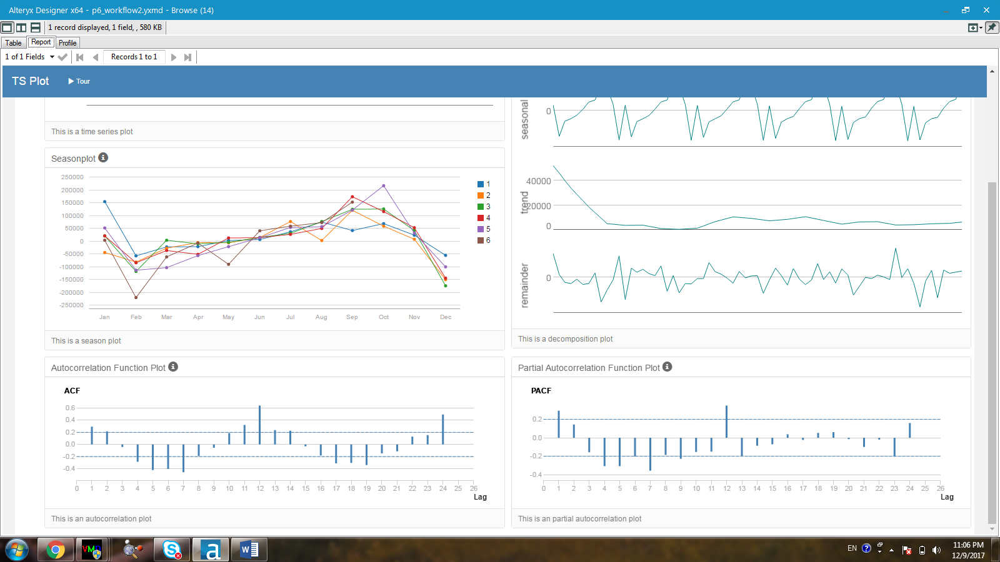 Alteryx Designer x64 - p6_workflow2.yxmd - Browse (14)
1 record displayed, 1 field, , 580 KB
Table Report Profile
1 of 1 Fields Records 1 to 1
TS Plot Tour
This is a time series plot
Seasonplot
250000
200000
150000
100000
50000
0
-50000
-100000
-150000
-200000
-250000
Jan Feb Mar Apr May Jun Jul Aug Sep Oct Nov Dec
1
2
3
4
5
6
This is a season plot
seasonal
0
trend
40000
20000
0
remainder
0
This is a decomposition plot
Autocorrelation Function Plot
ACF
0.6
0.4
0.2
0.0
-0.2
-0.4
0 1 2 3 4 5 6 7 8 9 10 11 12 13 14 15 16 17 18 19 20 21 22 23 24 25 26
Lag
This is an autocorrelation plot
Partial Autocorrelation Function Plot
PACF
0.2
0.0
-0.2
-0.4
0 1 2 3 4 5 6 7 8 9 10 11 12 13 14 15 16 17 18 19 20 21 22 23 24 25 26
Lag
This is an partial autocorrelation plot
EN
11:06 PM
12/9/2017